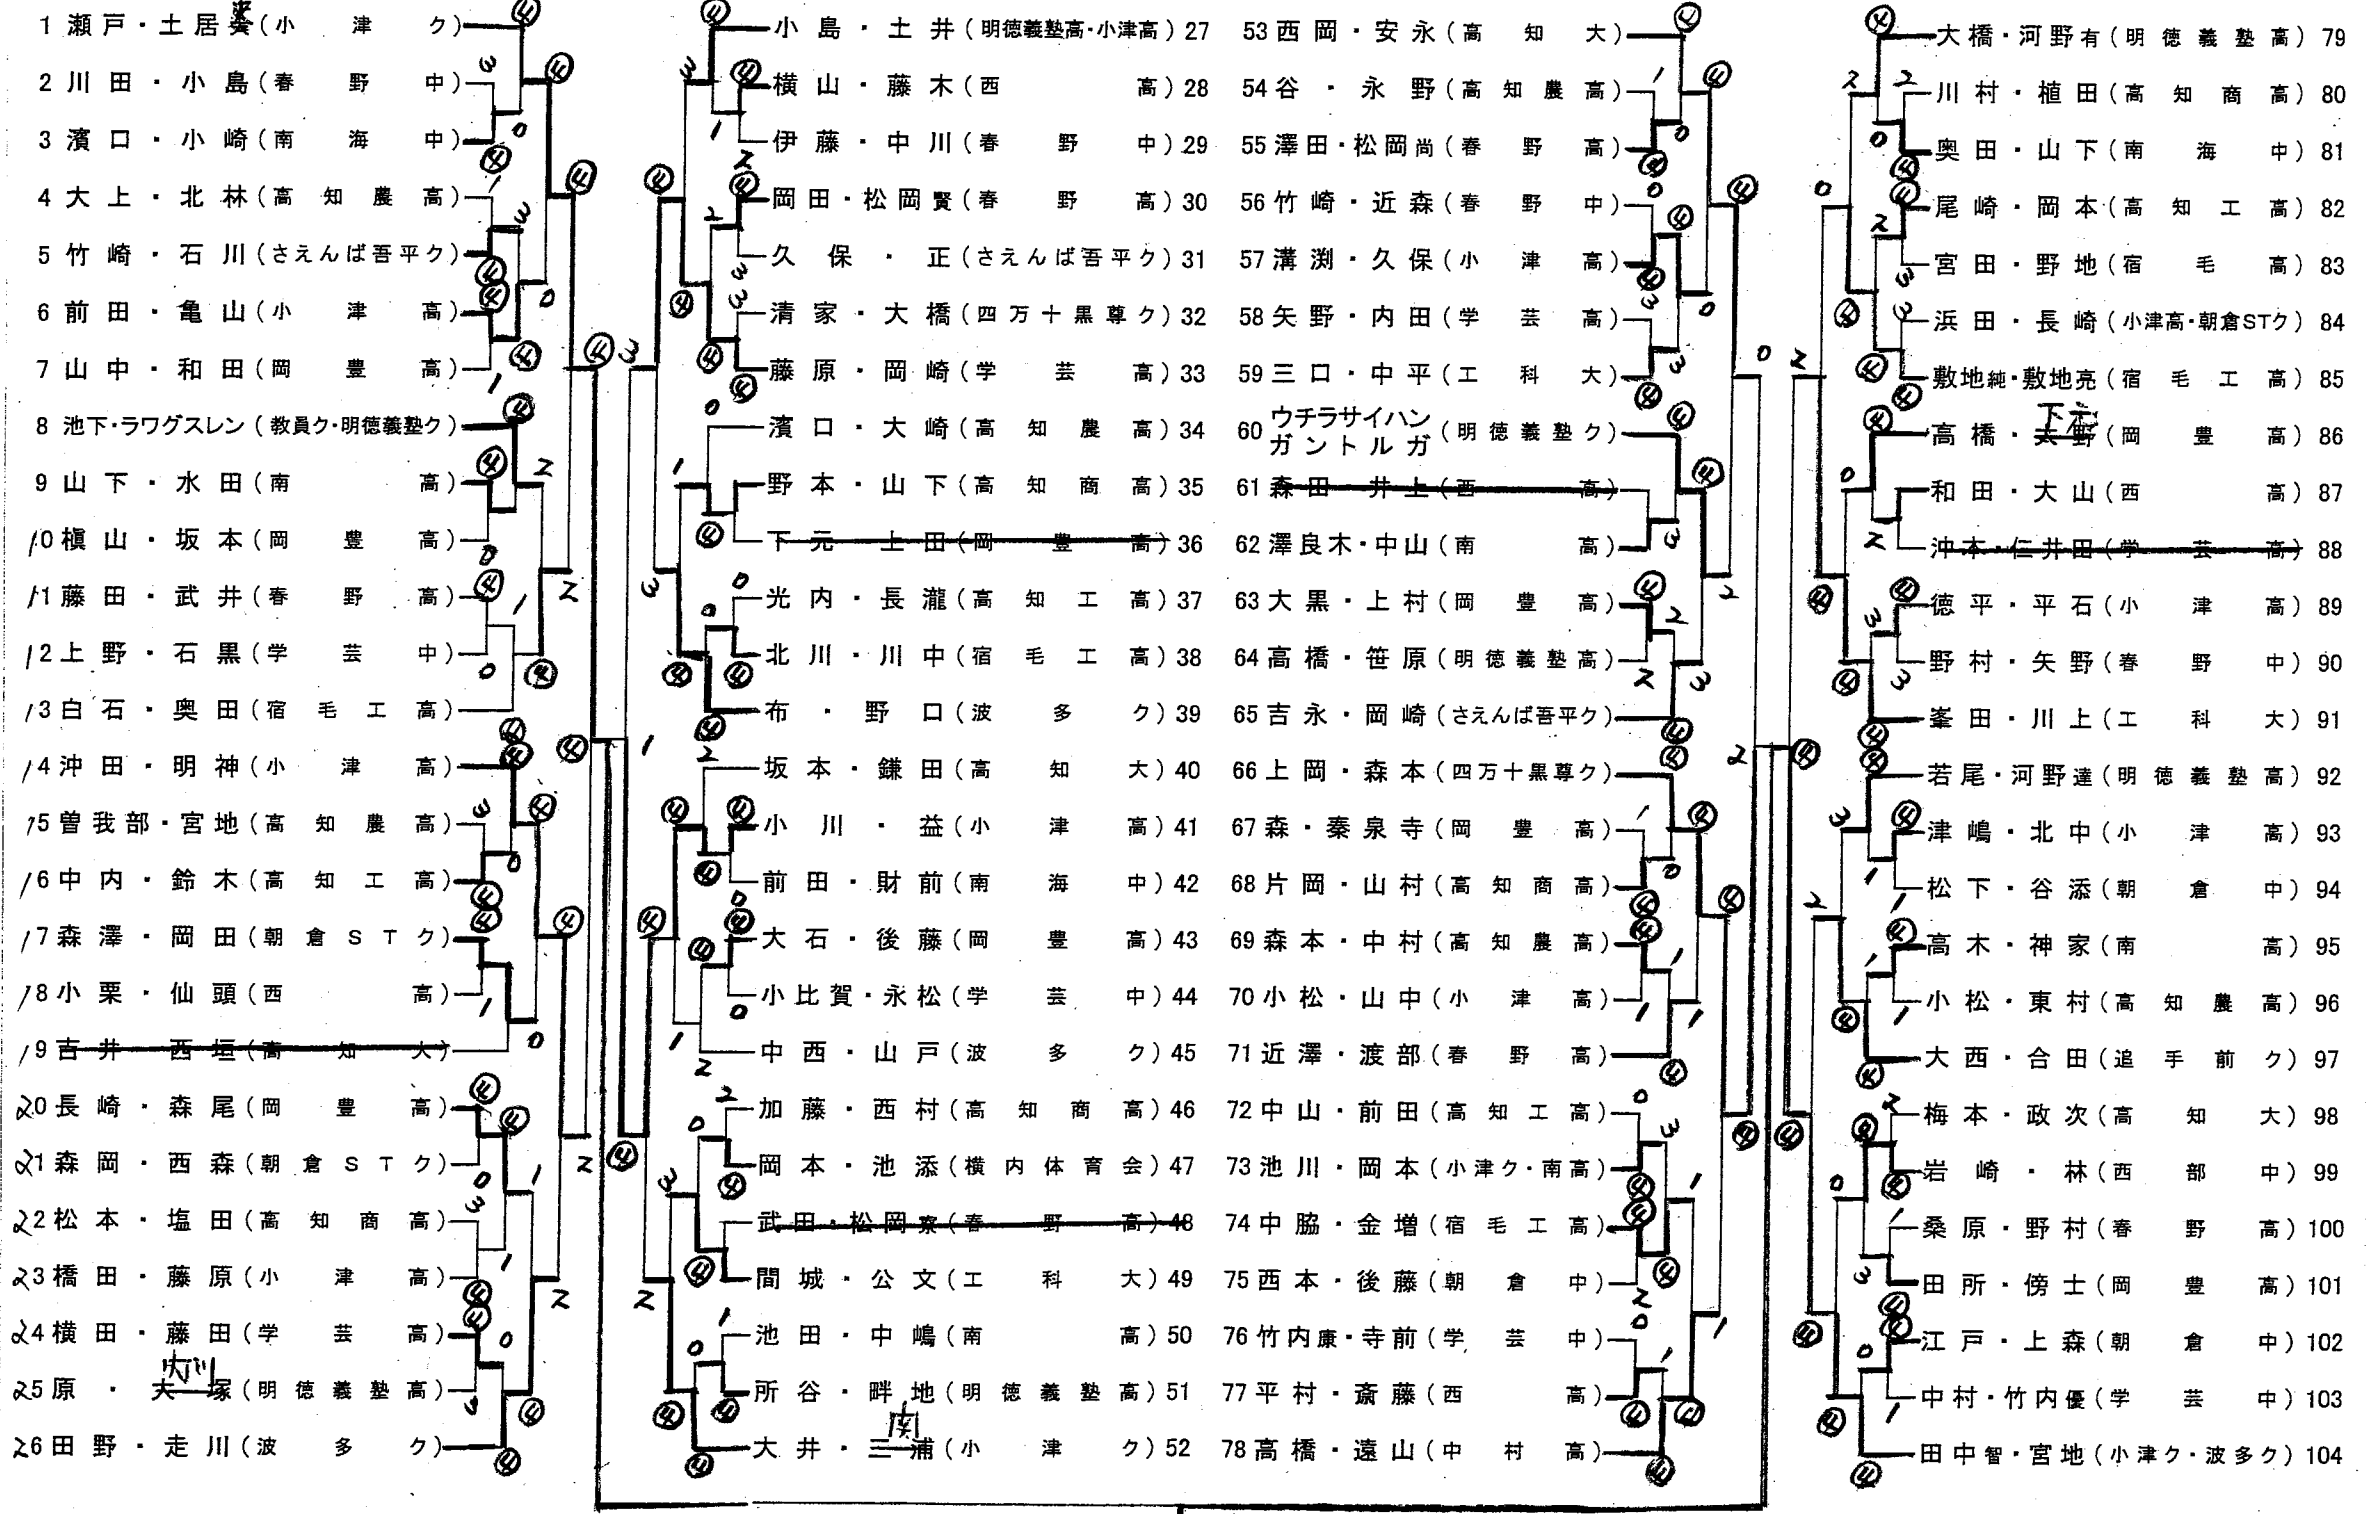 1 瀬戸・土居 (小津ク)
2 川田・小島 (春野中)
3 濱口・小崎 (南海中)
4 大上・北林 (高知農高)
5 竹崎・石川 (さえんば吾平ク)
6 前田・亀山 (小津高)
7 山中・和田 (岡豊高)
8 池下・ラワグスレン (教員ク・明徳義塾ク)
9 山下・水田 (南高)
10 槇山・坂本 (岡豊高)
11 藤田・武井 (春野高)
12 上野・石黒 (学芸中)
13 白石・奥田 (宿毛工高)
14 沖田・明神 (小津高)
15 曽我部・宮地 (高知農高)
16 中内・鈴木 (高知工高)
17 森澤・岡田 (朝倉STク)
18 小栗・仙頭 (西高)
19 吉井・西垣 (高知大)
20 長崎・森尾 (岡豊高)
21 森岡・西森 (朝倉STク)
22 松本・塩田 (高知商高)
23 橋田・藤原 (小津高)
24 横田・藤田 (学芸高)
大川
25 原・大塚 (明徳義塾高)
26 田野・走川 (波多ク)
小島・土井 (明徳義塾高・小津高) 27
横山・藤木 (西高) 28
伊藤・中川 (春野中) 29
岡田・松岡賢 (春野高) 30
久保・正 (さえんば吾平ク) 31
清家・大橋 (四万十黒尊ク) 32
藤原・岡崎 (学芸高) 33
濱口・大崎 (高知農高) 34
野本・山下 (高知商高) 35
下元・上田 (岡豊高) 36
光内・長瀧 (高知工高) 37
北川・川中 (宿毛工高) 38
布・野口 (波多ク) 39
坂本・鎌田 (高知大) 40
小川・益 (小津高) 41
前田・財前 (南海中) 42
大石・後藤 (岡豊高) 43
小比賀・永松 (学芸中) 44
中西・山戸 (波多ク) 45
加藤・西村 (高知商高) 46
岡本・池添 (横内体育会) 47
武田・松岡寮 (春野高) 48
間城・公文 (工科大) 49
池田・中嶋 (南高) 50
所谷・畔地 (明徳義塾高) 51
関
大井・三浦 (小津ク) 52
53 西岡・安永 (高知大)
54 谷・永野 (高知農高)
55 澤田・松岡尚 (春野高)
56 竹崎・近森 (春野中)
57 溝渕・久保 (小津高)
58 矢野・内田 (学芸高)
59 三口・中平 (工科大)
60 ウチラサイハン ガントルガ (明徳義塾ク)
61 森田・井上 (西高)
62 澤良木・中山 (南高)
63 大黒・上村 (岡豊高)
64 高橋・笹原 (明徳義塾高)
65 吉永・岡崎 (さえんば吾平ク)
66 上岡・森本 (四万十黒尊ク)
67 森・秦泉寺 (岡豊高)
68 片岡・山村 (高知商高)
69 森本・中村 (高知農高)
70 小松・山中 (小津高)
71 近澤・渡部 (春野高)
72 中山・前田 (高知工高)
73 池川・岡本 (小津ク・南高)
74 中脇・金増 (宿毛工高)
75 西本・後藤 (朝倉中)
76 竹内康・寺前 (学芸中)
77 平村・斎藤 (西高)
78 高橋・遠山 (中村高)
大橋・河野有 (明徳義塾高) 79
川村・植田 (高知商高) 80
奥田・山下 (南海中) 81
尾崎・岡本 (高知工高) 82
宮田・野地 (宿毛高) 83
浜田・長崎 (小津高・朝倉STク) 84
敷地純・敷地亮 (宿毛工高) 85
下元
高橋・天野 (岡豊高) 86
和田・大山 (西高) 87
沖本・仁井田 (学芸高) 88
徳平・平石 (小津高) 89
野村・矢野 (春野中) 90
峯田・川上 (工科大) 91
若尾・河野達 (明徳義塾高) 92
津嶋・北中 (小津高) 93
松下・谷添 (朝倉中) 94
高木・神家 (南高) 95
小松・東村 (高知農高) 96
大西・合田 (追手前ク) 97
梅本・政次 (高知大) 98
岩崎・林 (西部中) 99
桑原・野村 (春野高) 100
田所・傍士 (岡豊高) 101
江戸・上森 (朝倉中) 102
中村・竹内優 (学芸中) 103
田中智・宮地 (小津ク・波多ク) 104